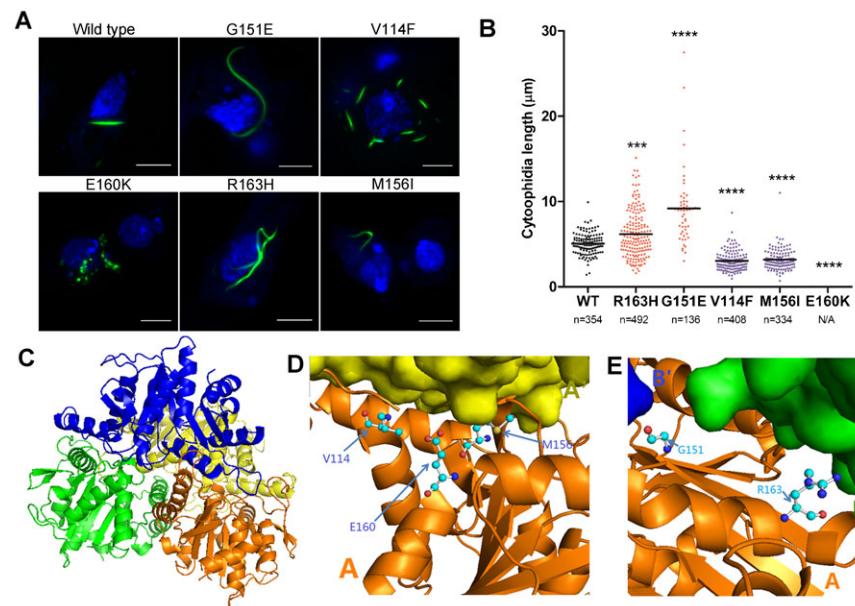 A
Wild type G151E V114F
E160K R163H M156I
B
Cytoophidia length (μm)
30
20
10
0
**** *** **** **** ****
WT R163H G151E V114F M156I E160K
n=354 n=492 n=136 n=408 n=334 N/A
C
D
A'
V114
M156
E160
A
E
B'
G151
R163
A